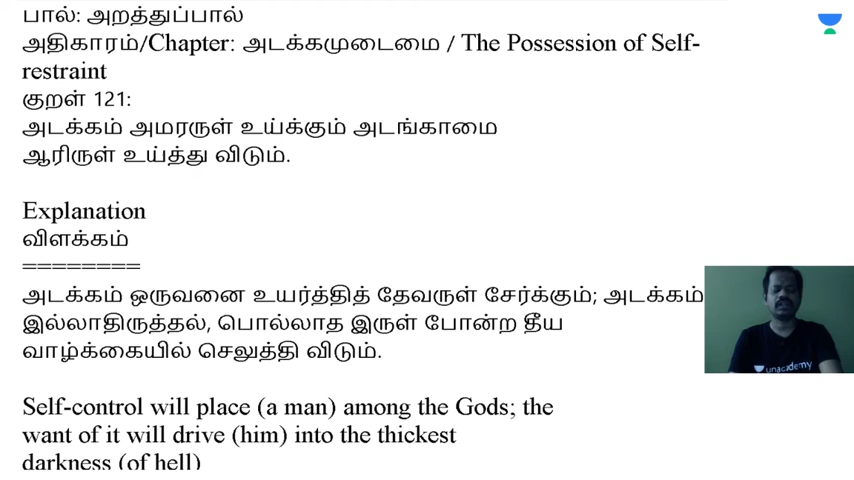 பால்: அறத்துப்பால்
அதிகாரம்/Chapter: அடக்கமுடைமை / The Possession of Self-
restraint
குறள் 121:
அடக்கம் அமரருள் உய்க்கும் அடங்காமை
ஆரிருள் உய்த்து விடும்.
Explanation
விளக்கம்
========
அடக்கம் ஒருவனை உயர்த்தித் தேவருள் சேர்க்கும்; அடக்கம்
இல்லாதிருத்தல், பொல்லாத இருள் போன்ற தீய
வாழ்க்கையில் செலுத்தி விடும்.
Self-control will place (a man) among the Gods; the
want of it will drive (him) into the thickest
darkness (of hell)
unacademy